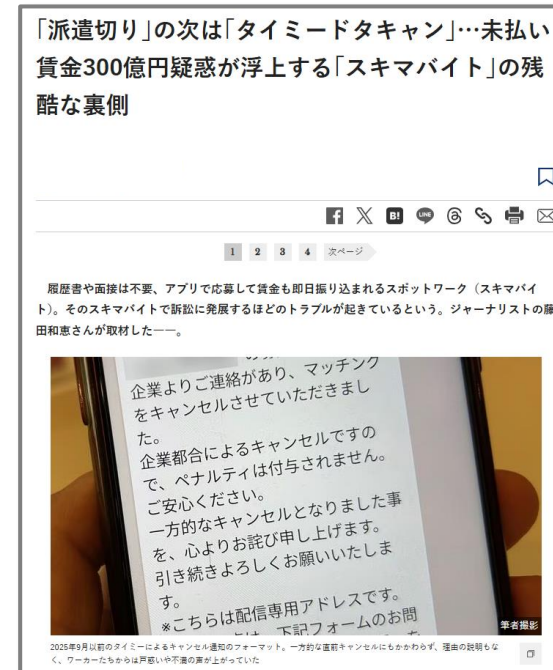 「派遣切り」の次は「タイミードタキャン」…未払い
賃金300億円疑惑が浮上する「スキマバイト」の残
酷な裏側
B!
LINE
1 2 3 4 次ページ
履歴書や面接は不要、アプリで応募して賃金も即日振り込まれるスポットワーク（スキマバイ
ト）。そのスキマバイトで訴訟に発展するほどのトラブルが起きているという。ジャーナリストの藤
田和恵さんが取材した――。
企業よりご連絡があり、マッチング
をキャンセルさせていただきまし
た。
企業都合によるキャンセルですの
で、ペナルティは付与されません。
ご安心ください。
一方的なキャンセルとなりました事
を、心よりお詫び申し上げます。
引き続きよろしくお願いいたしま
す。
※こちらは配信専用アドレスです。
下記フォームのお問
筆者撮影
2025年9月以前のタイミーによるキャンセル通知のフォーマット。一方的な直前キャンセルにもかかわらず、理由の説明もな
く、ワーカーたちからは戸惑いや不満の声が上がっていた